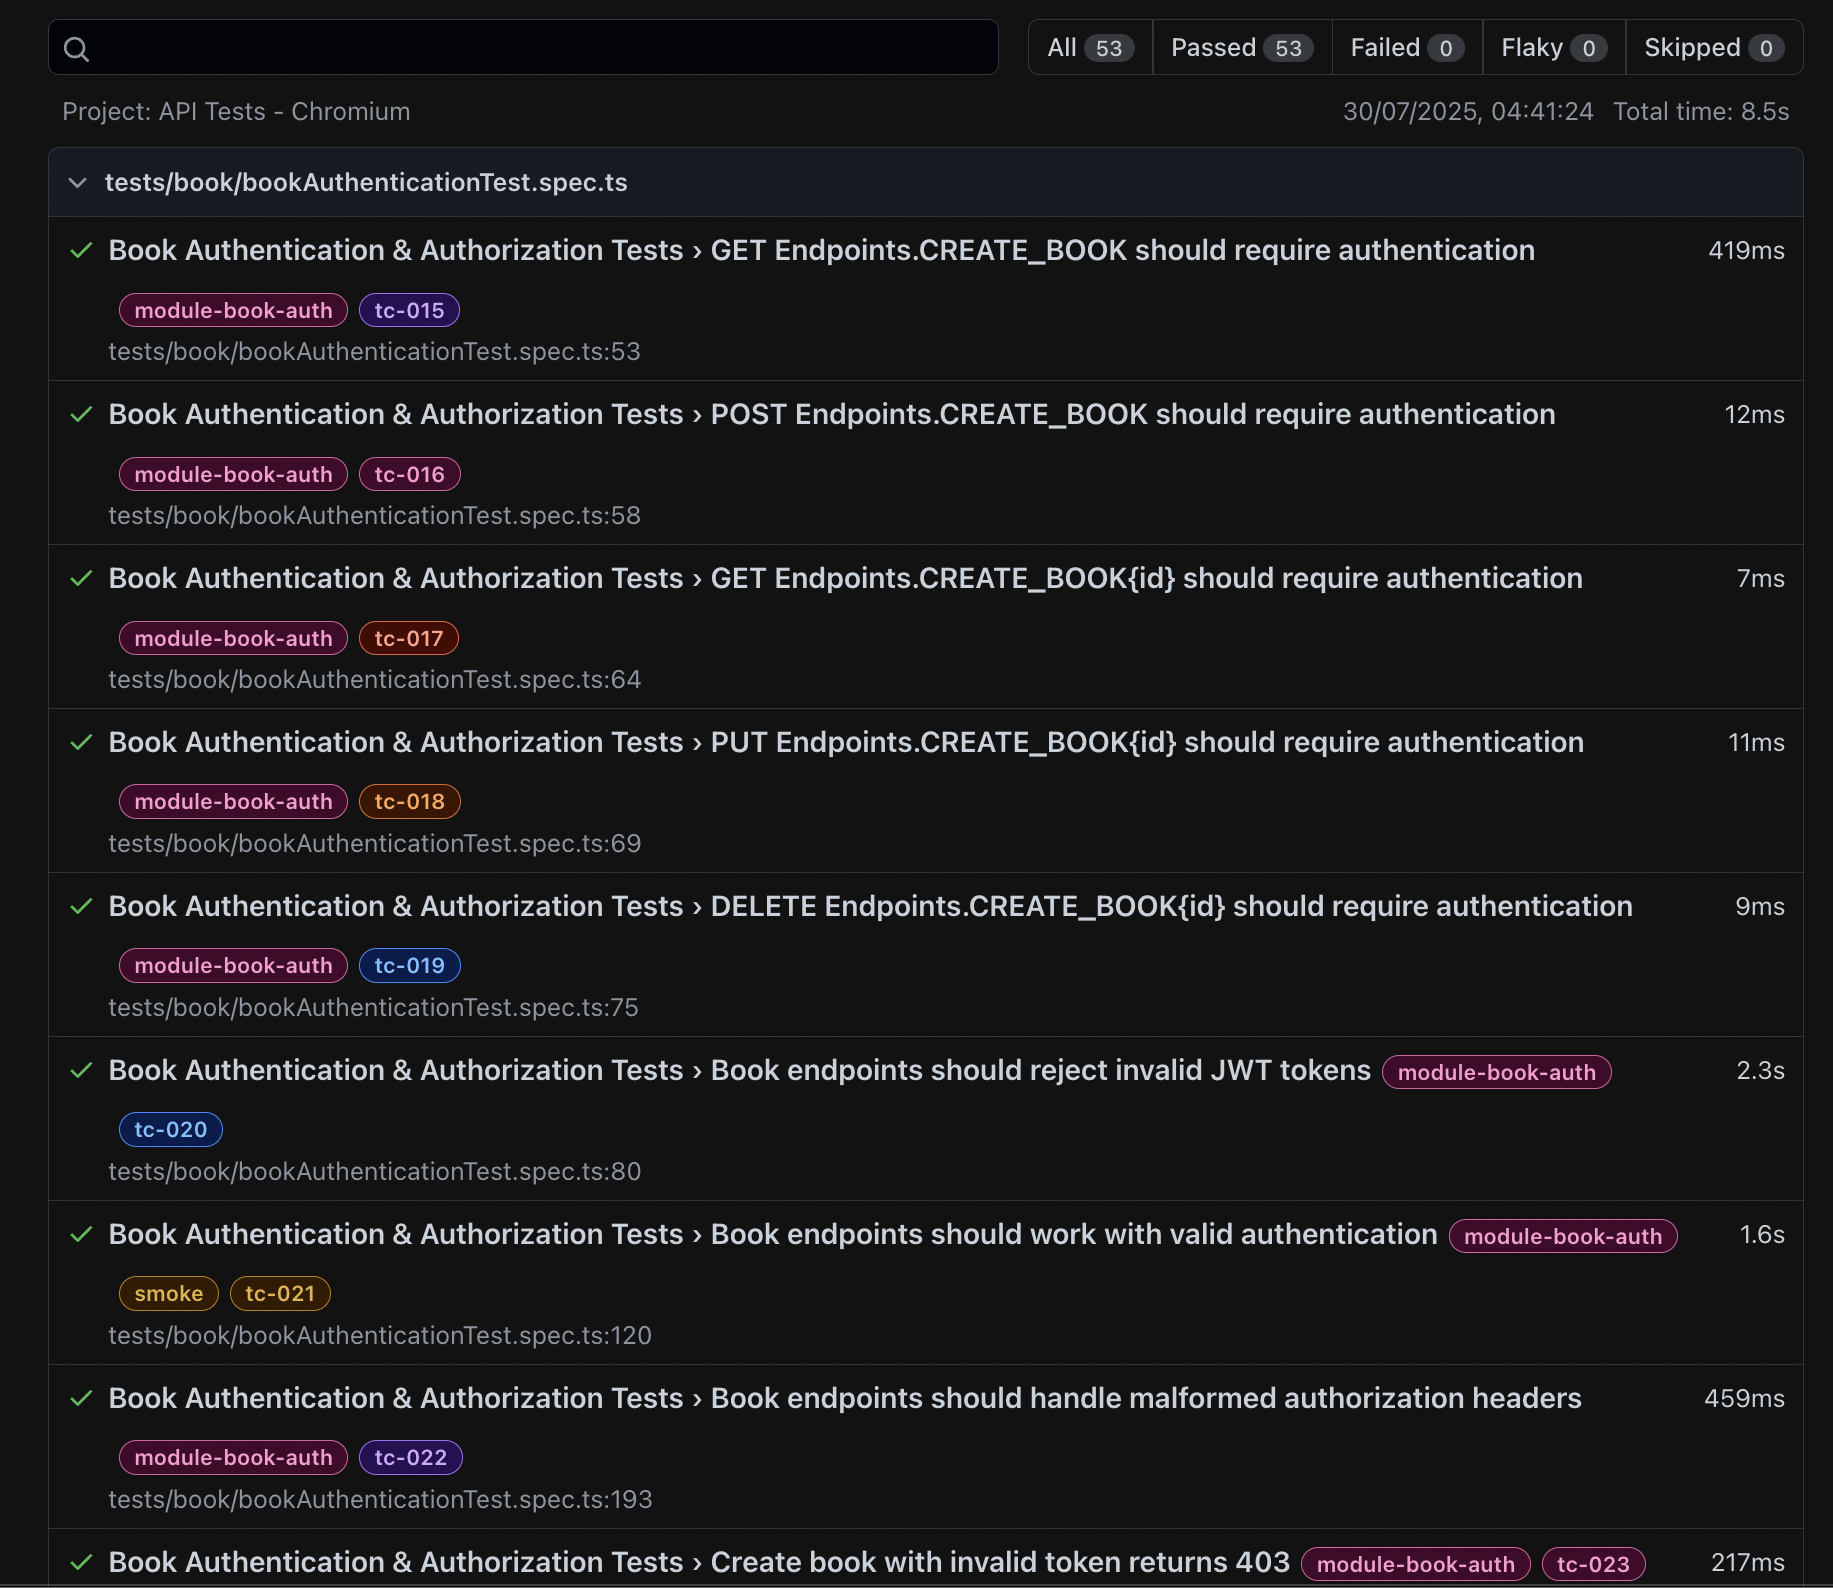 All 53 Passed 53 Failed 0 Flaky 0 Skipped 0
Project: API Tests - Chromium 30/07/2025, 04:41:24 Total time: 8.5s
tests/book/bookAuthenticationTest.spec.ts
Book Authentication & Authorization Tests › GET Endpoints.CREATE_BOOK should require authentication 419ms
module-book-auth tc-015
tests/book/bookAuthenticationTest.spec.ts:53
Book Authentication & Authorization Tests › POST Endpoints.CREATE_BOOK should require authentication 12ms
module-book-auth tc-016
tests/book/bookAuthenticationTest.spec.ts:58
Book Authentication & Authorization Tests › GET Endpoints.CREATE_BOOK{id} should require authentication 7ms
module-book-auth tc-017
tests/book/bookAuthenticationTest.spec.ts:64
Book Authentication & Authorization Tests › PUT Endpoints.CREATE_BOOK{id} should require authentication 11ms
module-book-auth tc-018
tests/book/bookAuthenticationTest.spec.ts:69
Book Authentication & Authorization Tests › DELETE Endpoints.CREATE_BOOK{id} should require authentication 9ms
module-book-auth tc-019
tests/book/bookAuthenticationTest.spec.ts:75
Book Authentication & Authorization Tests › Book endpoints should reject invalid JWT tokens module-book-auth 2.3s
tc-020
tests/book/bookAuthenticationTest.spec.ts:80
Book Authentication & Authorization Tests › Book endpoints should work with valid authentication module-book-auth 1.6s
smoke tc-021
tests/book/bookAuthenticationTest.spec.ts:120
Book Authentication & Authorization Tests › Book endpoints should handle malformed authorization headers 459ms
module-book-auth tc-022
tests/book/bookAuthenticationTest.spec.ts:193
Book Authentication & Authorization Tests › Create book with invalid token returns 403 module-book-auth tc-023 217ms